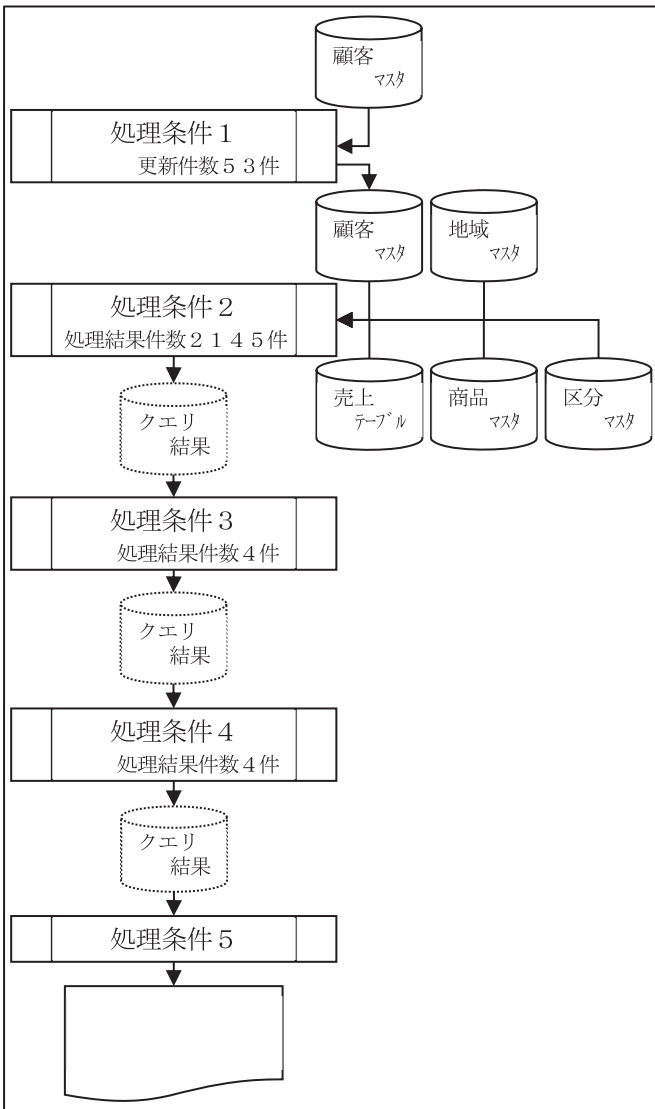 顧客
ﾏｽﾀ
処理条件１
更新件数５３件
顧客
ﾏｽﾀ
地域
ﾏｽﾀ
処理条件２
処理結果件数２１４５件
売上
ﾃｰﾌﾞﾙ
商品
ﾏｽﾀ
区分
ﾏｽﾀ
クエリ
結果
処理条件３
処理結果件数４件
クエリ
結果
処理条件４
処理結果件数４件
クエリ
結果
処理条件５